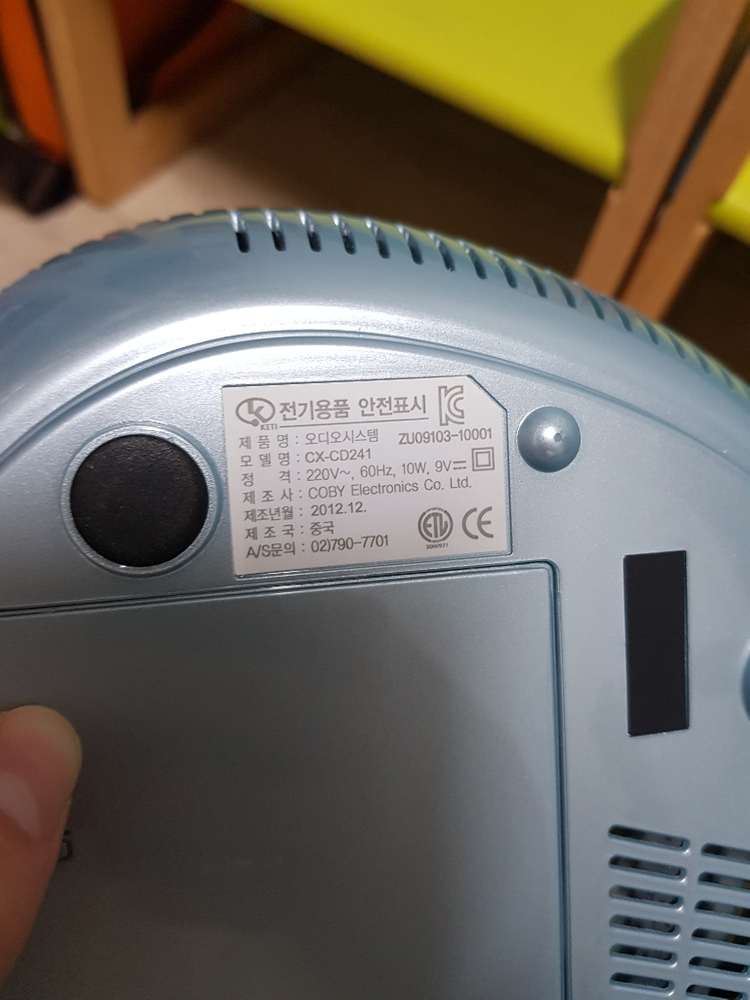 KETI 전기용품 안전표시
제 품 명 : 오디오시스템 ZU09103-10001
모 델 명 : CX-CD241
정 격 : 220V~, 60Hz, 10W, 9V
제 조 사 : COBY Electronics Co. Ltd.
제조년월 : 2012.12.
제 조 국 : 중국
A/S문의 : 02)790-7701
ETL CE